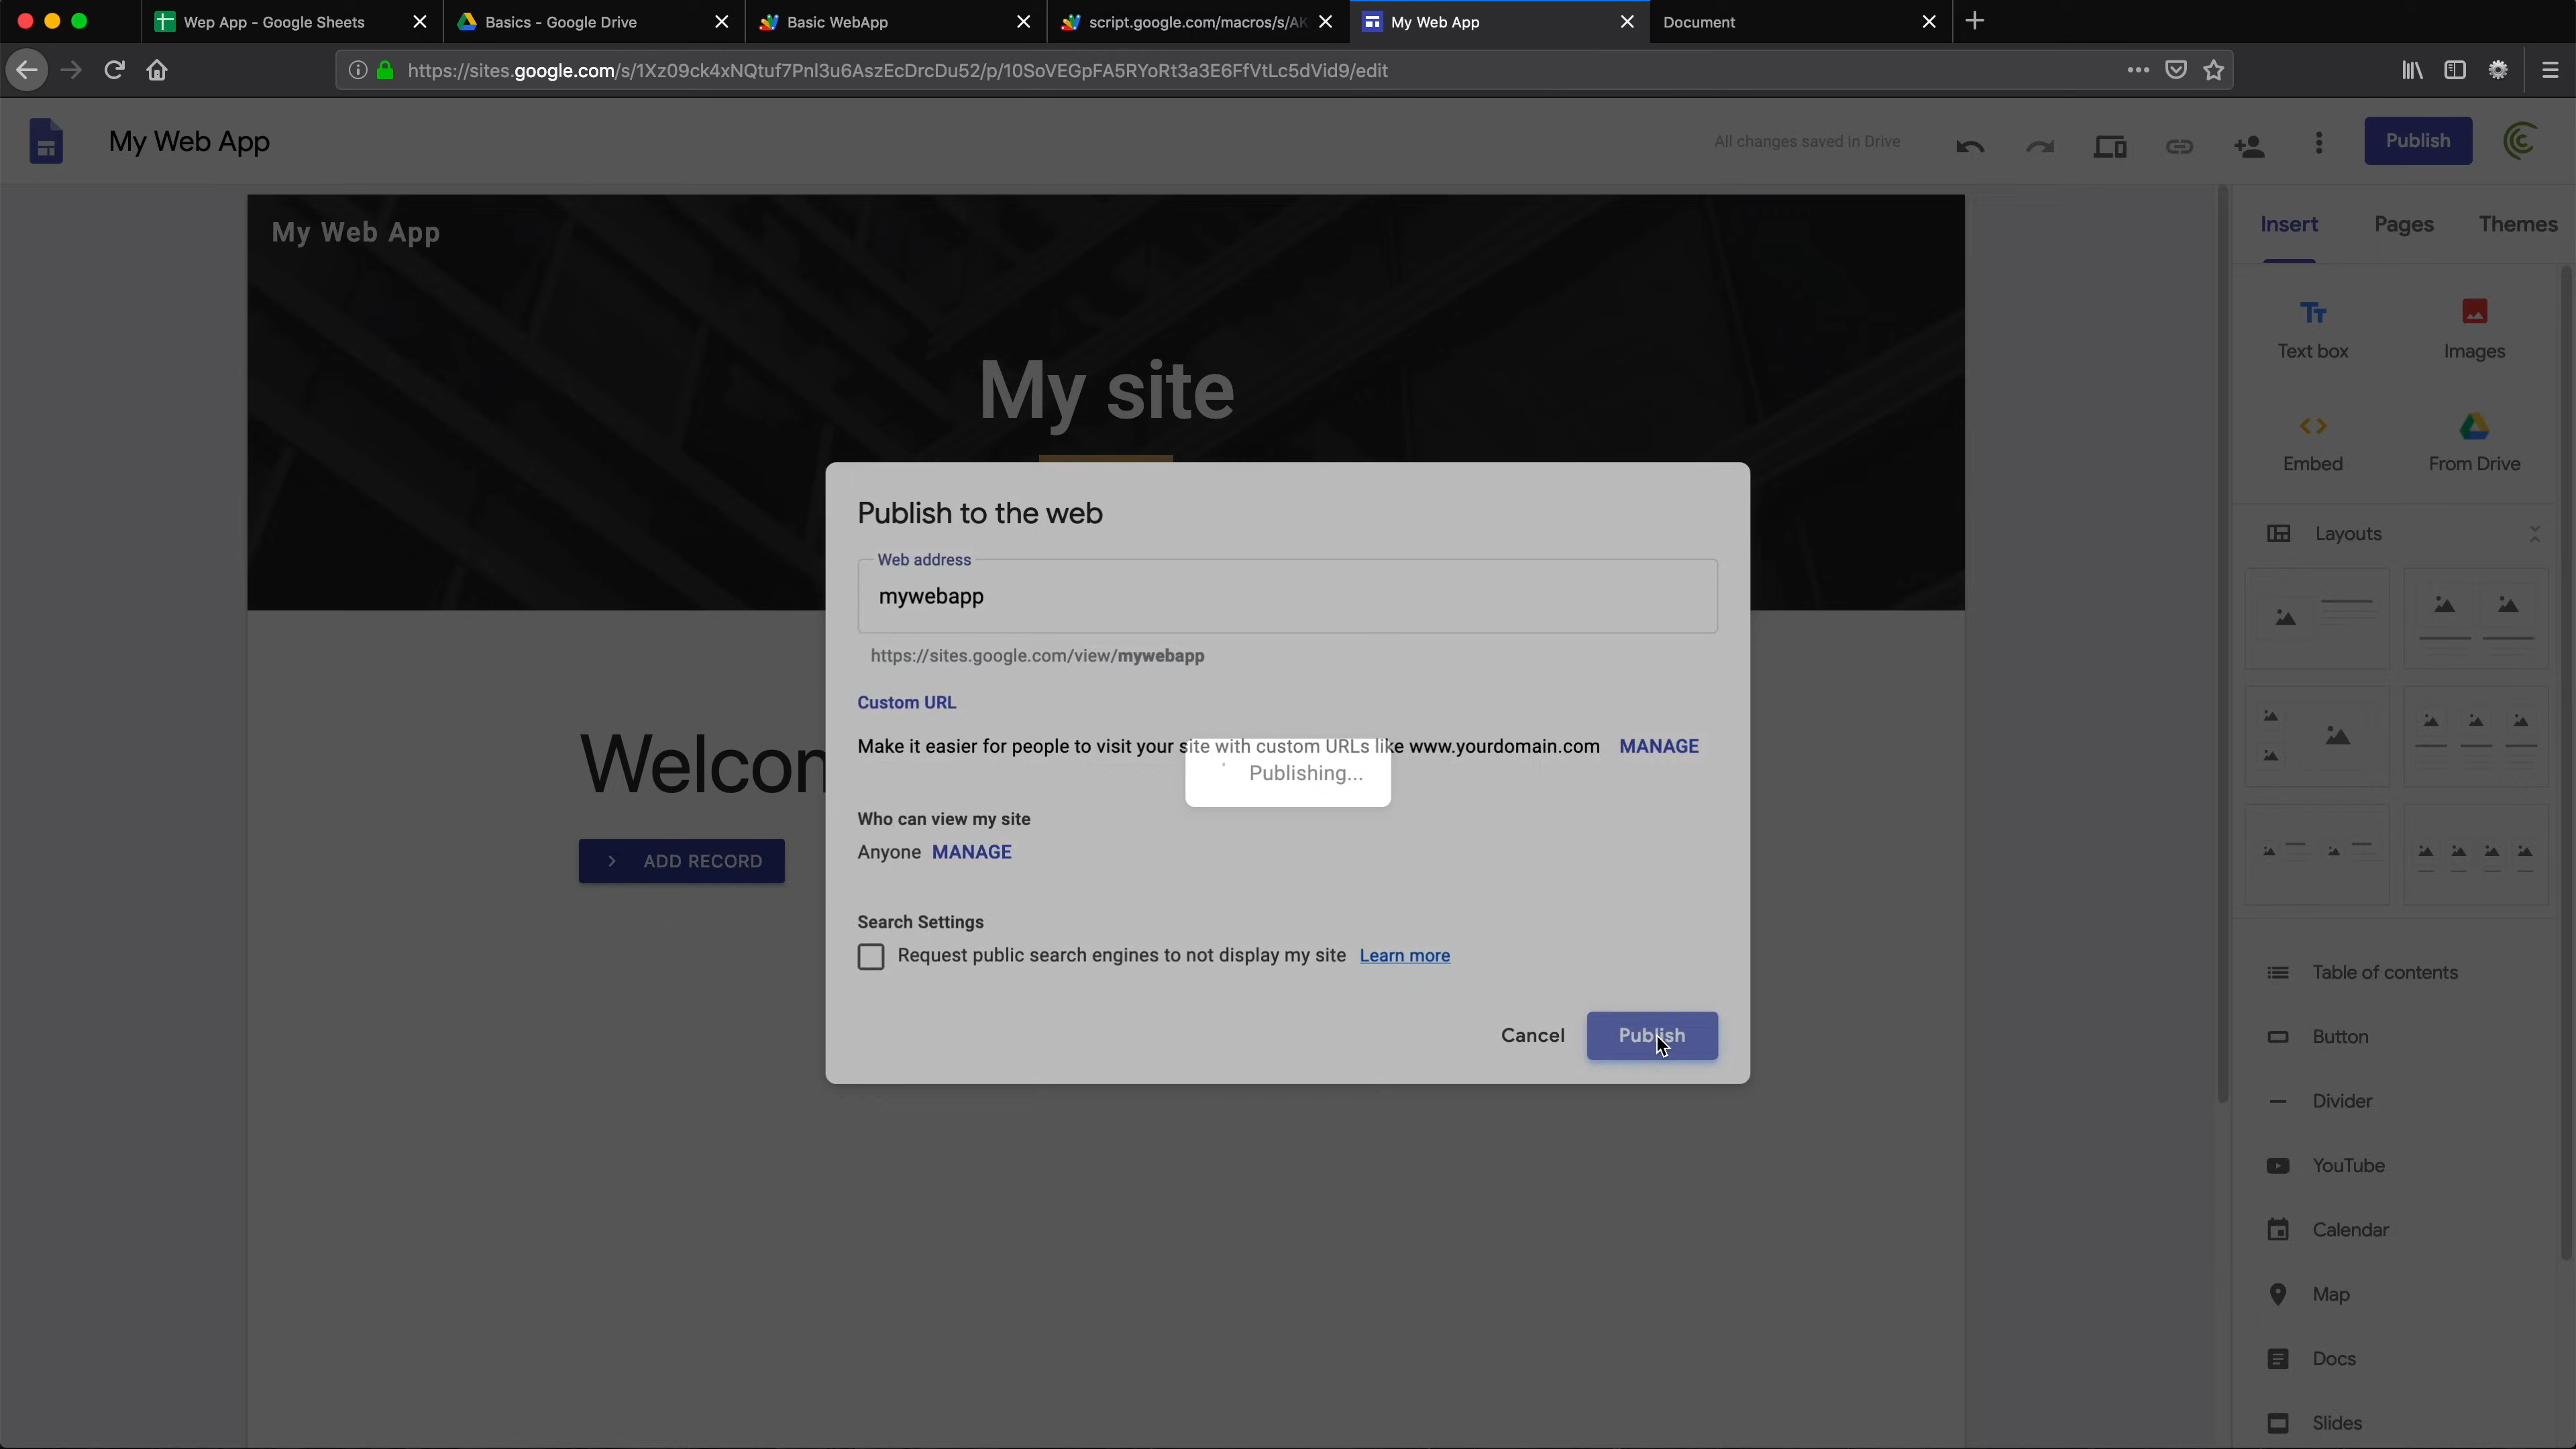 Wep App - Google Sheets
Basics - Google Drive
Basic WebApp
script.google.com/macros/s/AK
My Web App
Document
https://sites.google.com/s/1Xz09ck4xNQtuf7Pnl3u6AszEcDrcDu52/p/10SoVEGpFA5RYoRt3a3E6FfVtLc5dVid9/edit
My Web App
All changes saved in Drive
Publish
My Web App
Insert
Pages
Themes
My site
Text box
Images
Embed
From Drive
Layouts
Publish to the web
Web address
mywebapp
https://sites.google.com/view/mywebapp
Custom URL
Make it easier for people to visit your site with custom URLs like www.yourdomain.com MANAGE
Publishing...
Welcom
ADD RECORD
Who can view my site
Anyone MANAGE
Search Settings
Request public search engines to not display my site Learn more
Cancel
Publish
Table of contents
Button
Divider
YouTube
Calendar
Map
Docs
Slides